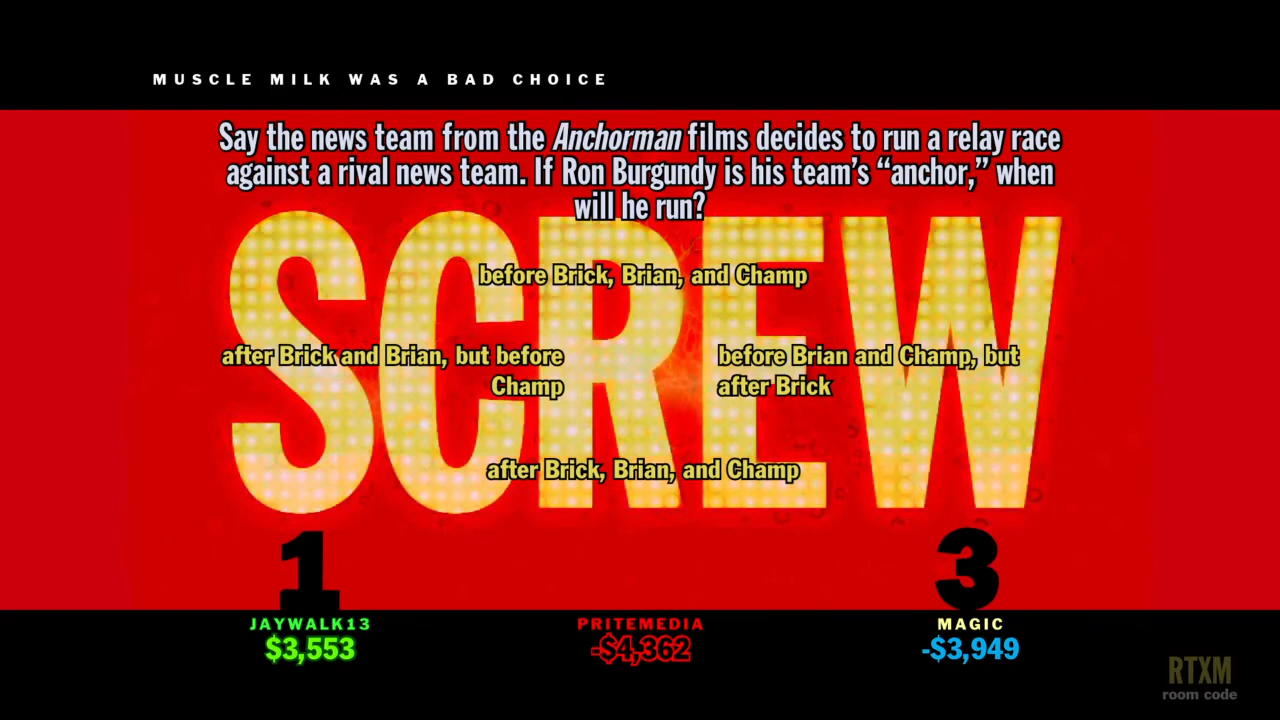 MUSCLE MILK WAS A BAD CHOICE
Say the news team from the Anchorman films decides to run a relay race
against a rival news team. If Ron Burgundy is his team's “anchor,” when
will he run?
SCREW
before Brick, Brian, and Champ
after Brick and Brian, but before
Champ
before Brian and Champ, but
after Brick
after Brick, Brian, and Champ
1
3
JAYWALK13
$3,553
PRITEMEDIA
-$4,362
MAGIC
-$3,949
RTXM
room code